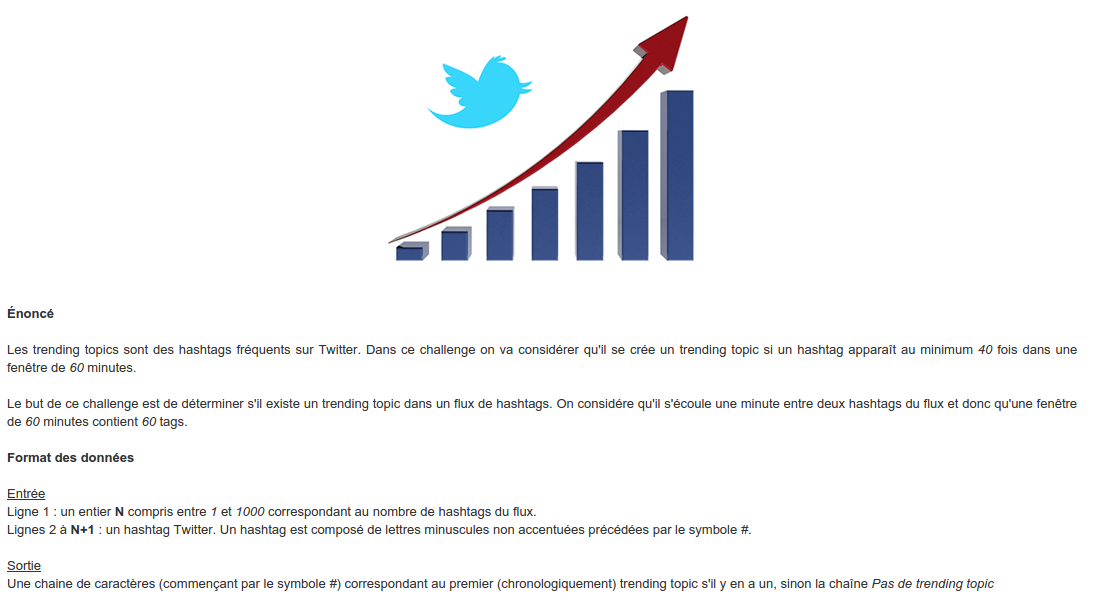 Énoncé
Les trending topics sont des hashtags fréquents sur Twitter. Dans ce challenge on va considérer qu'il se crée un trending topic si un hashtag apparaît au minimum 40 fois dans une
fenêtre de 60 minutes.
Le but de ce challenge est de déterminer s'il existe un trending topic dans un flux de hashtags. On considére qu'il s'écoule une minute entre deux hashtags du flux et donc qu'une fenêtre
de 60 minutes contient 60 tags.
Format des données
Entrée
Ligne 1 : un entier N compris entre 1 et 1000 correspondant au nombre de hashtags du flux.
Lignes 2 à N+1 : un hashtag Twitter. Un hashtag est composé de lettres minuscules non accentuées précédées par le symbole #.
Sortie
Une chaine de caractères (commençant par le symbole #) correspondant au premier (chronologiquement) trending topic s'il y en a un, sinon la chaîne Pas de trending topic